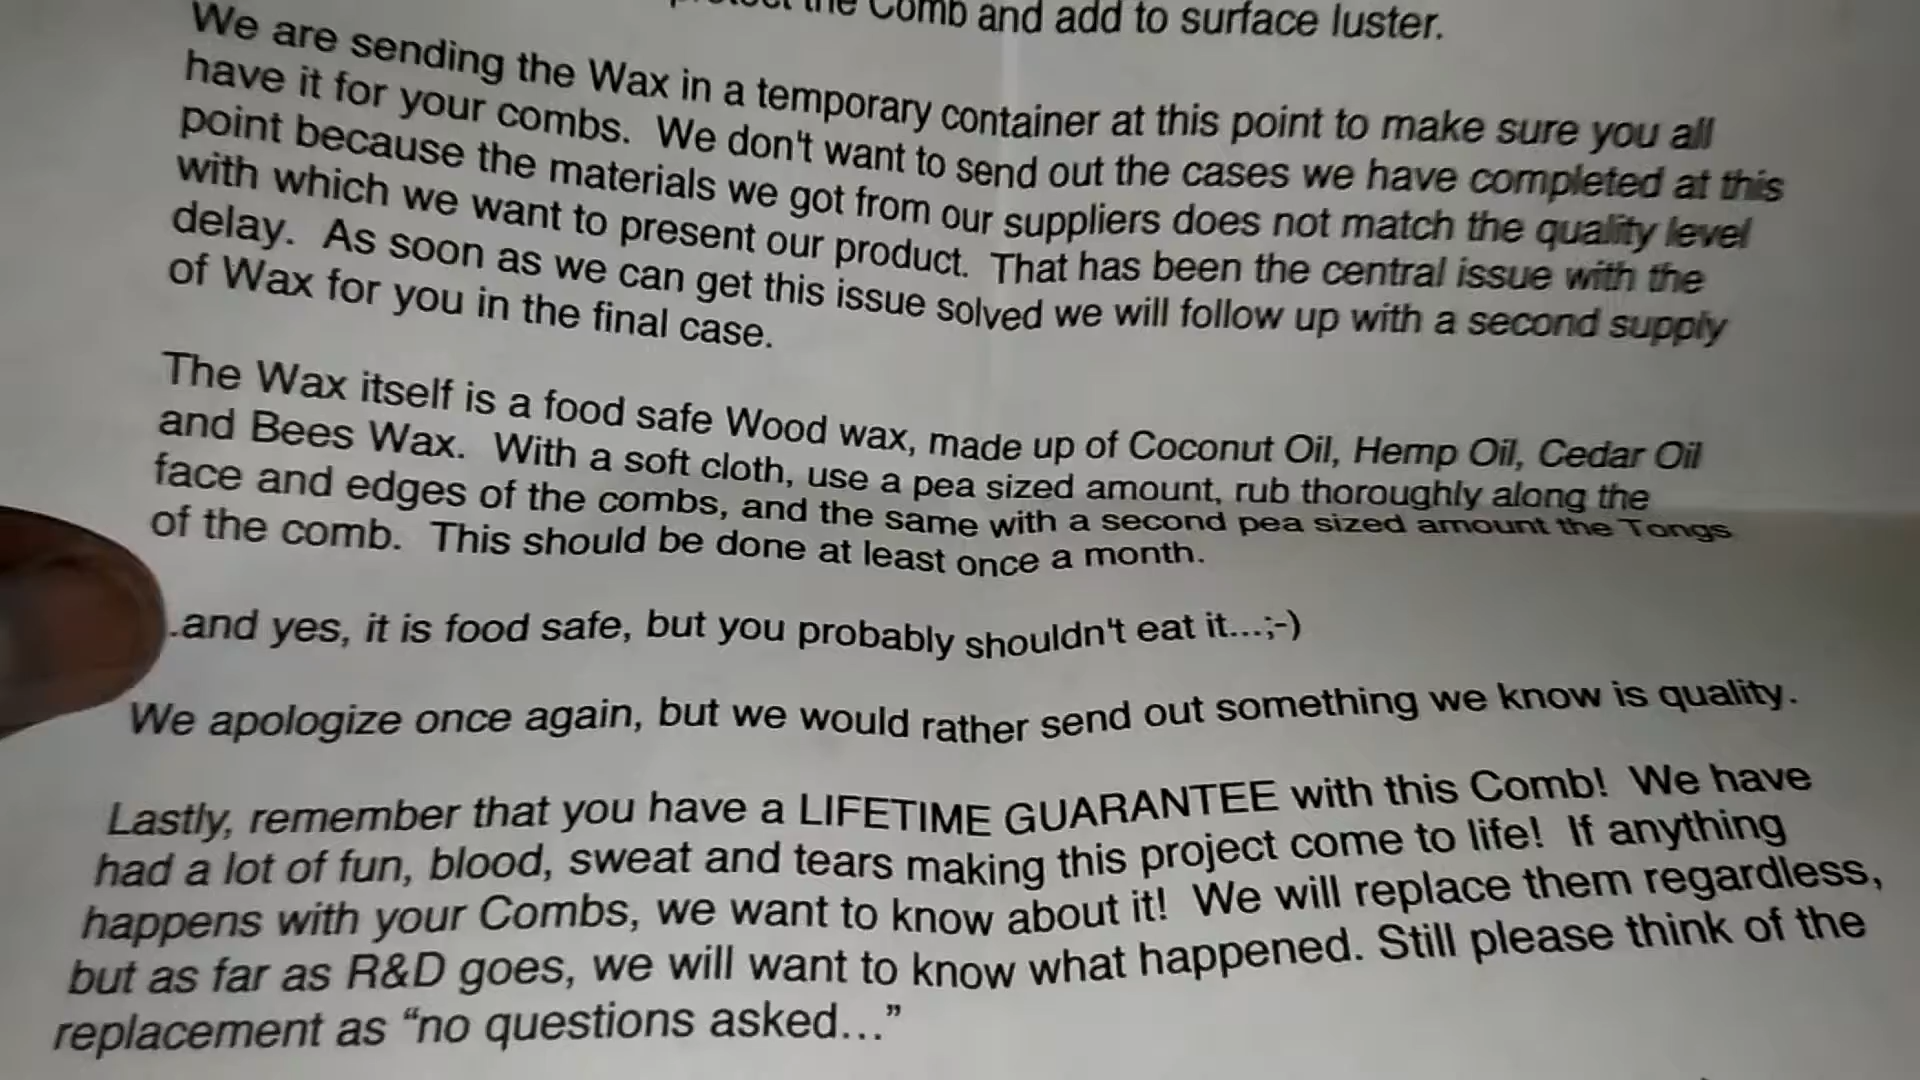 the Comb and add to surface luster.
We are sending the Wax in a temporary container at this point to make sure you all
have it for your combs. We don't want to send out the cases we have completed at this
point because the materials we got from our suppliers does not match the quality level
with which we want to present our product. That has been the central issue with the
delay. As soon as we can get this issue solved we will follow up with a second supply
of Wax for you in the final case.
The Wax itself is a food safe Wood wax, made up of Coconut Oil, Hemp Oil, Cedar Oil
and Bees Wax. With a soft cloth, use a pea sized amount, rub thoroughly along the
face and edges of the combs, and the same with a second pea sized amount the Tongs
of the comb. This should be done at least once a month.
.and yes, it is food safe, but you probably shouldn't eat it...;-)
We apologize once again, but we would rather send out something we know is quality.
Lastly, remember that you have a LIFETIME GUARANTEE with this Comb! We have
had a lot of fun, blood, sweat and tears making this project come to life! If anything
happens with your Combs, we want to know about it! We will replace them regardless,
but as far as R&D goes, we will want to know what happened. Still please think of the
replacement as “no questions asked...”